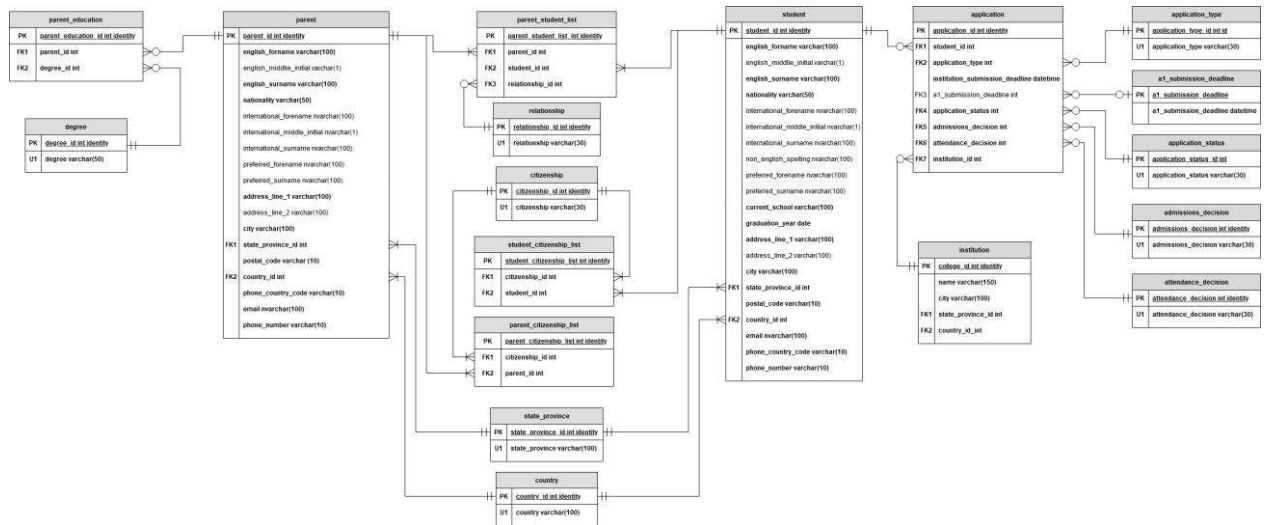 parent_education
PK parent_education_id int identity
FK1 parent_id int
FK2 degree_id int
degree
PK degree_id int identity
U1 degree varchar(50)
parent
PK parent_id int identity
english_forname varchar(100)
english_middle_initial varchar(1)
english_surname varchar(100)
nationality varchar(50)
international_forename nvarchar(100)
international_middle_initial nvarchar(1)
international_surname nvarchar(100)
preferred_forename nvarchar(100)
preferred_surname nvarchar(100)
address_line_1 varchar(100)
address_line_2 varchar(100)
city varchar(100)
FK1 state_province_id int
postal_code varchar (10)
FK2 country_id int
phone_country_code varchar(10)
email nvarchar(100)
phone_number varchar(10)
parent_student_list
PK parent_student_list int identity
FK1 parent_id int
FK2 student_id int
FK3 relationship_id int
relationship
PK relationship_id int identity
U1 relationship varchar(30)
citizenship
PK citizenship_id int identity
U1 citizenship varchar(30)
student_citizenship_list
PK student_citizenship_list int identity
FK1 citizenship_id int
FK2 student_id int
parent_citizenship_list
PK parent_citizenship_list int identity
FK1 citizenship_id int
FK2 parent_id int
state_province
PK state_province_id int identity
U1 state_province varchar(100)
country
PK country_id int identity
U1 country varchar(100)
student
PK student_id int identity
english_forname varchar(100)
english_middle_initial varchar(1)
english_surname varchar(100)
nationality varchar(50)
international_forename nvarchar(100)
international_middle_initial nvarchar(1)
international_surname nvarchar(100)
non_english_spelling nvarchar(100)
preferred_forename nvarchar(100)
preferred_surname nvarchar(100)
current_school varchar(100)
graduation_year date
address_line_1 varchar(100)
address_line_2 varchar(100)
city varchar(100)
FK1 state_province_id int
postal_code varchar(10)
FK2 country_id int
email nvarchar(100)
phone_country_code varchar(10)
phone_number varchar(10)
application
PK application_id int identity
FK1 student_id int
FK2 application_type int
institution_submission_deadline datetime
FK3 a1_submission_deadline int
FK4 application_status int
FK5 admissions_decision int
FK6 attendance_decision int
FK7 institution_id int
institution
PK college_id int identity
name varchar(150)
city varchar(100)
FK1 state_province_id int
FK2 country_id_int
application_type
PK application_type_id int id
U1 application_type varchar(30)
a1_submission_deadline
PK a1_submission_deadline
a1_submission_deadline datetime
application_status
PK application_status_id int
U1 application_status varchar(30)
admissions_decision
PK admissions_decision int identity
U1 admissions_decision varchar(30)
attendance_decision
PK attendance_decision int identity
U1 attendance_decision varchar(30)